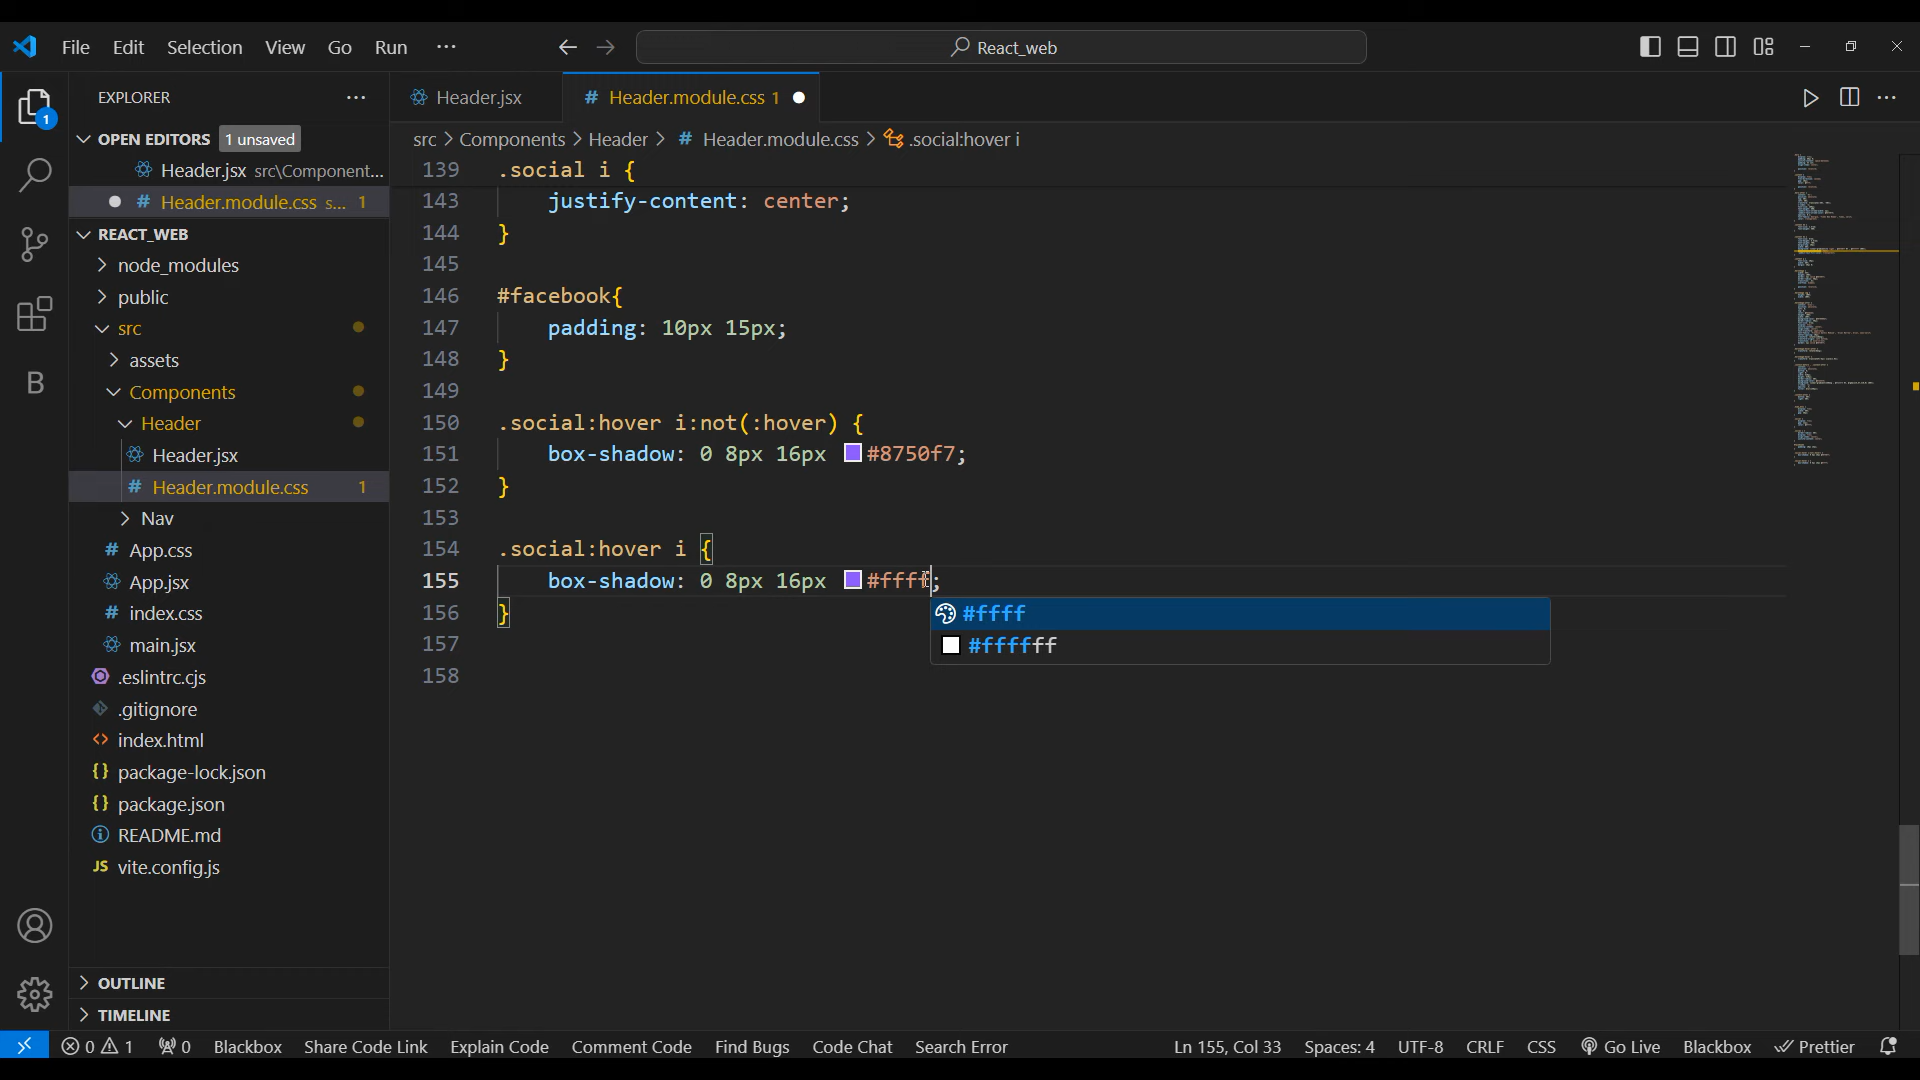 File Edit Selection View Go Run ··· React_web
EXPLORER ···
OPEN EDITORS 1 unsaved
Header.jsx src\Component...
Header.module.css s... 1
REACT_WEB
node_modules
public
src
assets
Components
Header
Header.jsx
# Header.module.css 1
Nav
# App.css
App.jsx
# index.css
main.jsx
.eslintrc.cjs
.gitignore
<> index.html
{} package-lock.json
{} package.json
README.md
JS vite.config.js
OUTLINE
TIMELINE
1
B
Header.jsx # Header.module.css 1
src > Components > Header > # Header.module.css > .social:hover i
139 .social i {
143 justify-content: center;
144 }
145
146 #facebook{
147 padding: 10px 15px;
148 }
149
150 .social:hover i:not(:hover) {
151 box-shadow: 0 8px 16px #8750f7;
152 }
153
154 .social:hover i {
155 box-shadow: 0 8px 16px #ffff;
156 }
157
158
#ffff
#ffffff
0 1 0 Blackbox Share Code Link Explain Code Comment Code Find Bugs Code Chat Search Error Ln 155, Col 33 Spaces: 4 UTF-8 CRLF CSS Go Live Blackbox Prettier